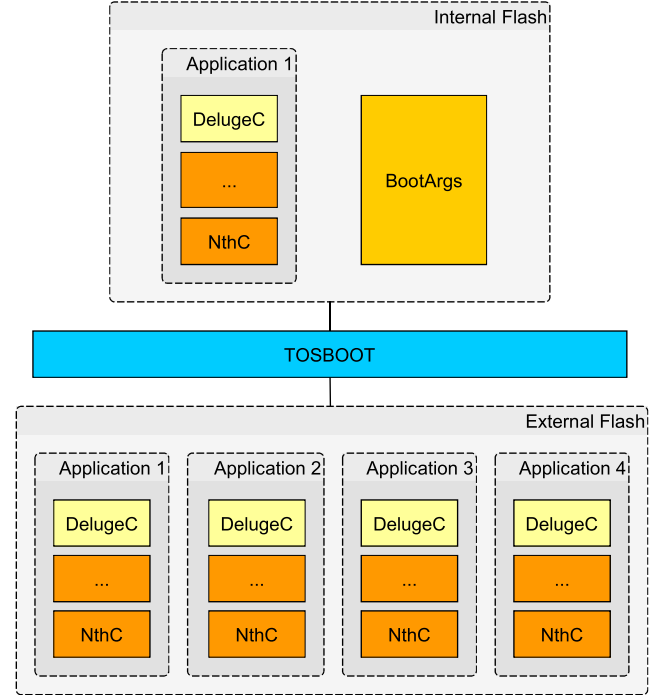 Internal Flash
Application 1
DelugeC
...
NthC
BootArgs
TOSBOOT
External Flash
Application 1
DelugeC
...
NthC
Application 2
DelugeC
...
NthC
Application 3
DelugeC
...
NthC
Application 4
DelugeC
...
NthC